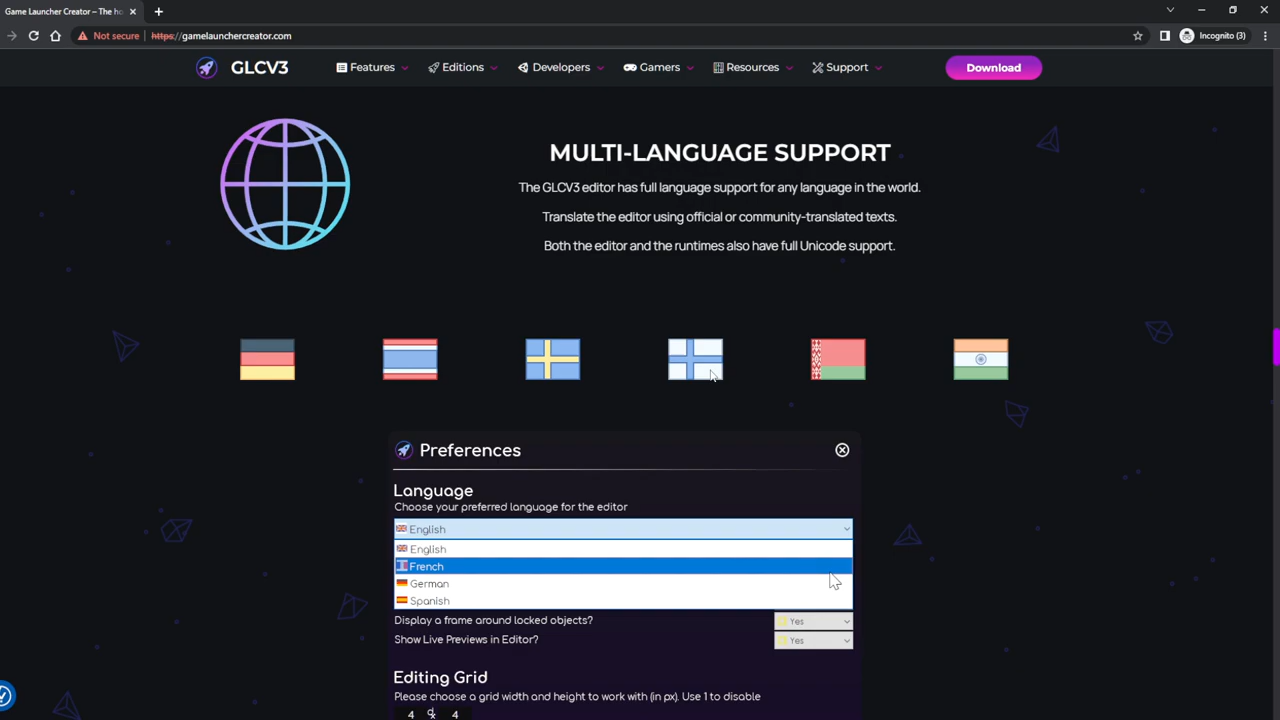 Game Launcher Creator – The ho
Not secure https://gamelaunchercreator.com Incognito (3)
GLCV3 Features Editions Developers Gamers Resources Support Download
MULTI-LANGUAGE SUPPORT
The GLCV3 editor has full language support for any language in the world.
Translate the editor using official or community-translated texts.
Both the editor and the runtimes also have full Unicode support.
Preferences
Language
Choose your preferred language for the editor
English
English
French
German
Spanish
Display a frame around locked objects? Yes
Show Live Previews in Editor? Yes
Editing Grid
Please choose a grid width and height to work with (in px). Use 1 to disable
4 x 4